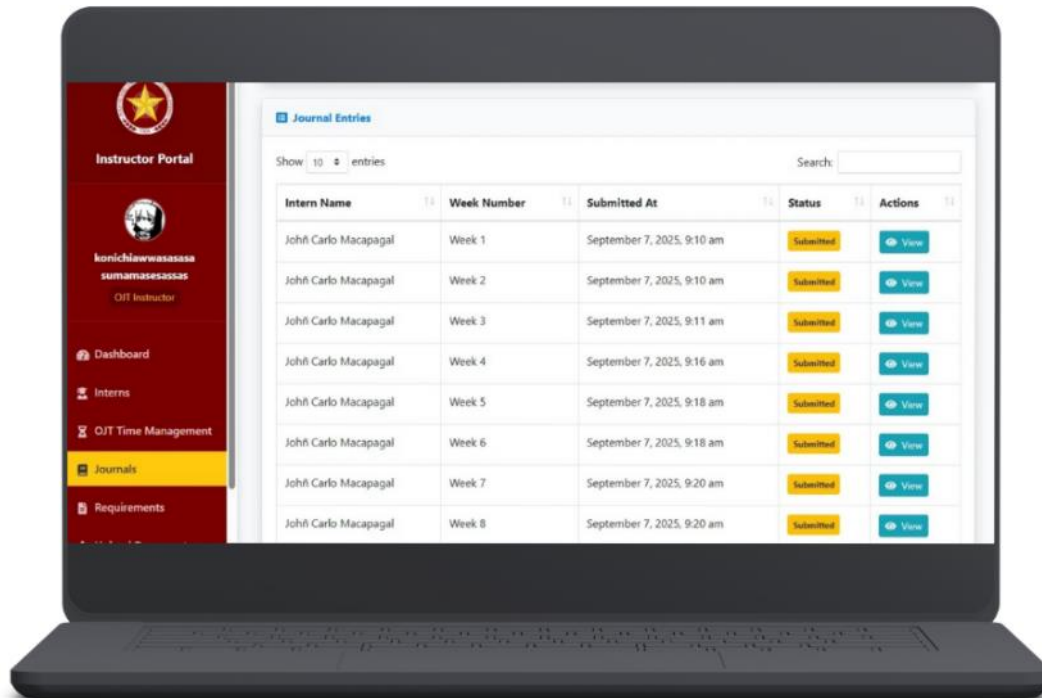 Instructor Portal
konichiawwasasasa
sumamasesassas
OJT Instructor
Dashboard
Interns
OJT Time Management
Journals
Requirements
Journal Entries
Show 10 entries
Search:
Intern Name Week Number Submitted At Status Actions
Johñ Carlo Macapagal Week 1 September 7, 2025, 9:10 am Submitted View
Johñ Carlo Macapagal Week 2 September 7, 2025, 9:10 am Submitted View
Johñ Carlo Macapagal Week 3 September 7, 2025, 9:11 am Submitted View
Johñ Carlo Macapagal Week 4 September 7, 2025, 9:16 am Submitted View
Johñ Carlo Macapagal Week 5 September 7, 2025, 9:18 am Submitted View
Johñ Carlo Macapagal Week 6 September 7, 2025, 9:18 am Submitted View
Johñ Carlo Macapagal Week 7 September 7, 2025, 9:20 am Submitted View
Johñ Carlo Macapagal Week 8 September 7, 2025, 9:20 am Submitted View